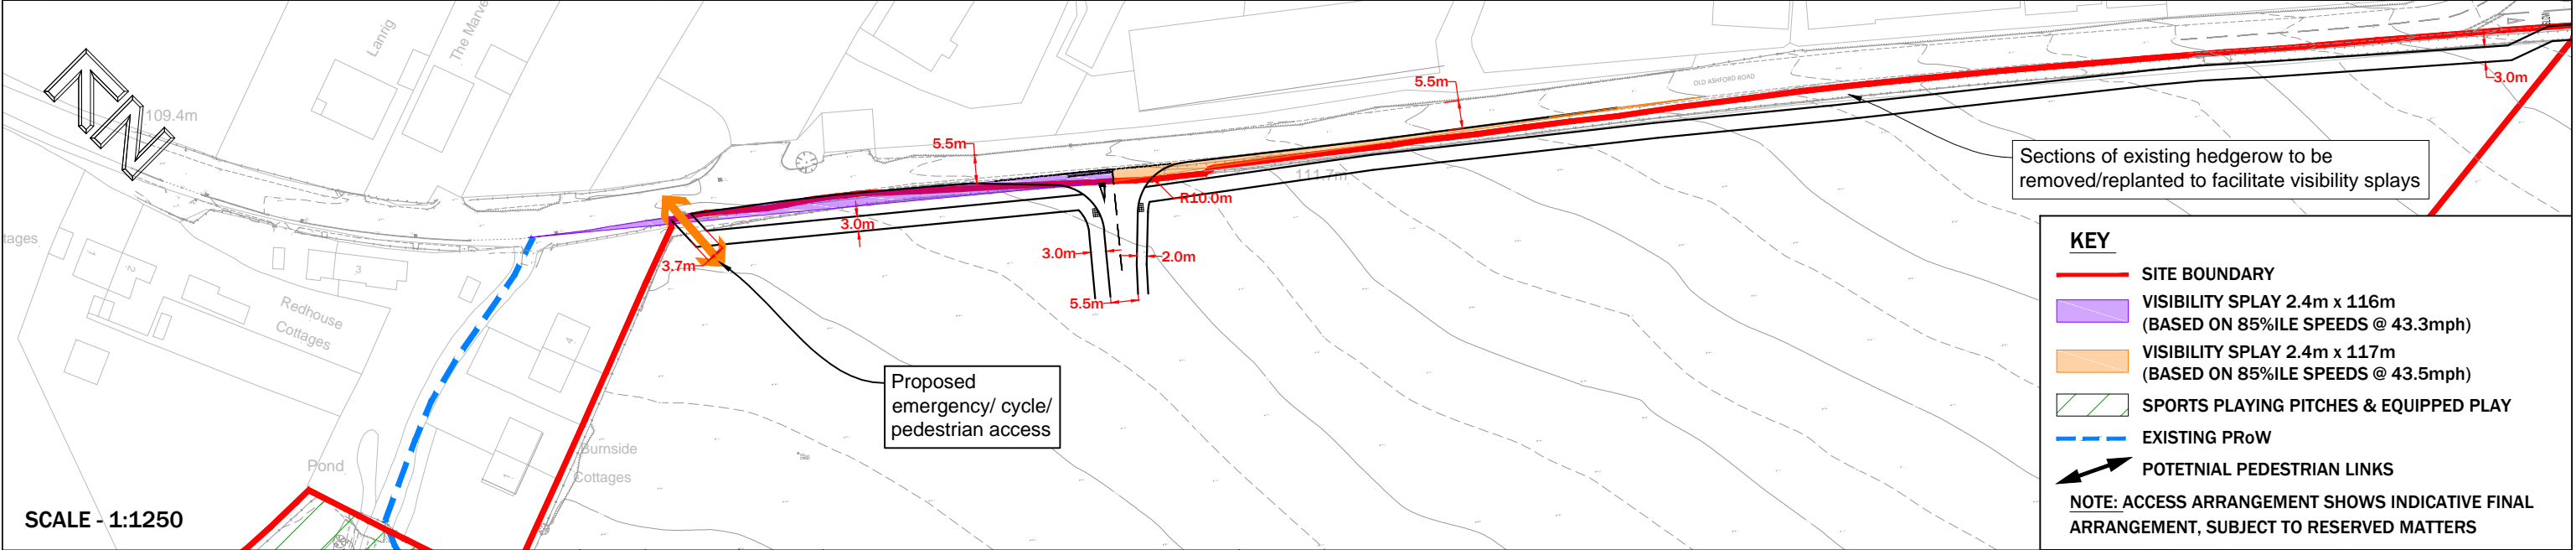 Lanrig
The Marve
109.4m
tages
1
2
3
Redhouse
Cottages
4
1
Burnside
Cottages
Pond
SCALE - 1:1250
5.5m
5.5m
OLD ASHFORD ROAD
3.0m
111.7m
R10.0m
3.0m
3.7m
3.0m
2.0m
5.5m
Proposed
emergency/ cycle/
pedestrian access
Sections of existing hedgerow to be
removed/replanted to facilitate visibility splays
KEY
SITE BOUNDARY
VISIBILITY SPLAY 2.4m x 116m
(BASED ON 85%ILE SPEEDS @ 43.3mph)
VISIBILITY SPLAY 2.4m x 117m
(BASED ON 85%ILE SPEEDS @ 43.5mph)
SPORTS PLAYING PITCHES & EQUIPPED PLAY
EXISTING PRoW
POTETNIAL PEDESTRIAN LINKS
NOTE: ACCESS ARRANGEMENT SHOWS INDICATIVE FINAL
ARRANGEMENT, SUBJECT TO RESERVED MATTERS